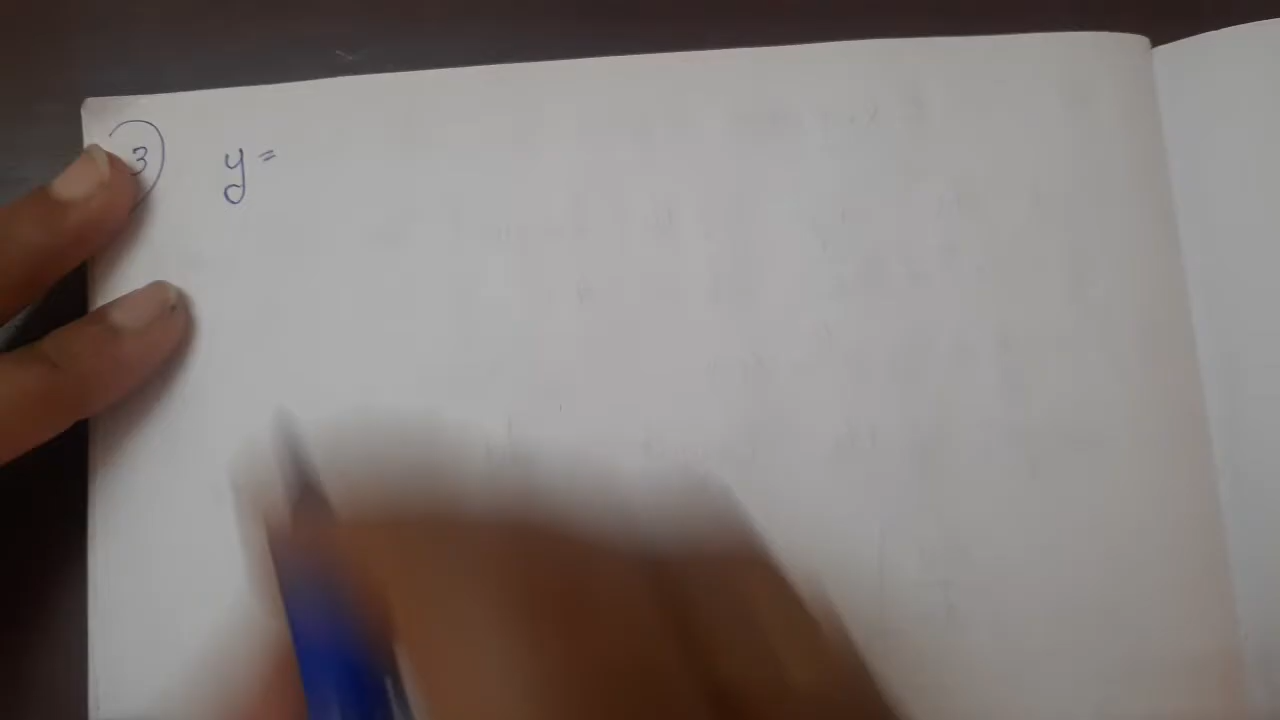 3 y =